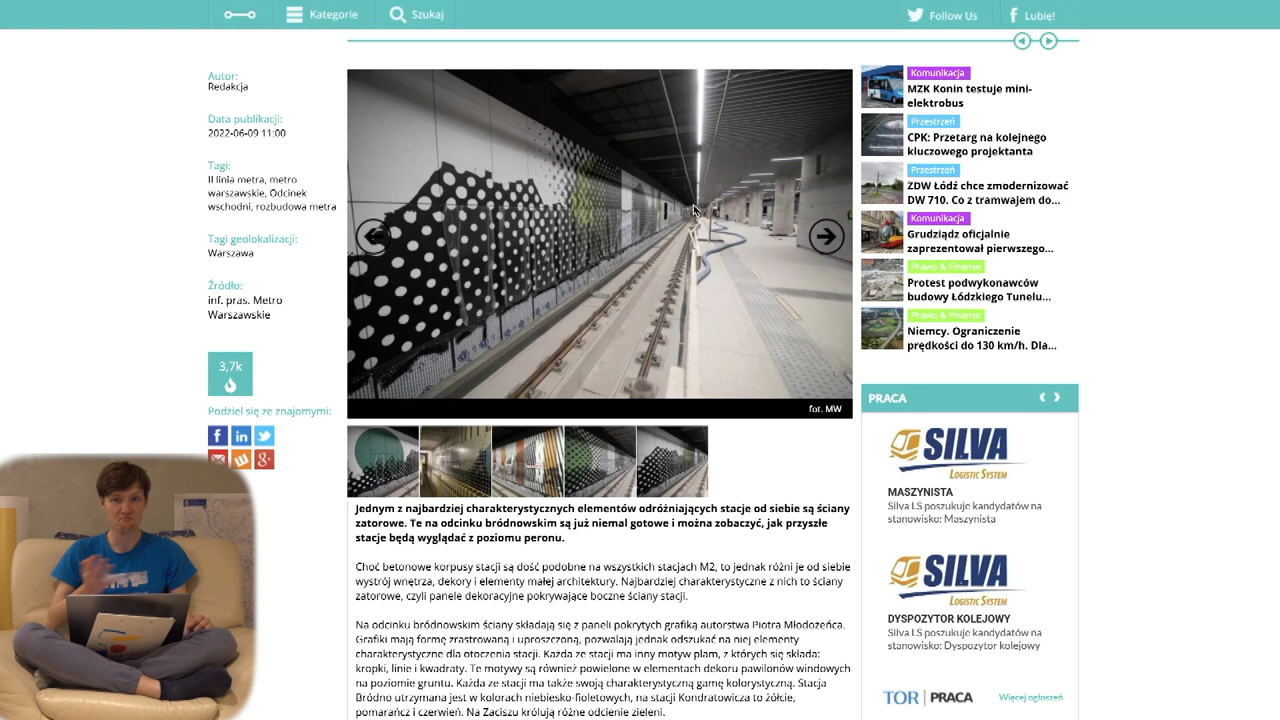 Kategorie
Szukaj
Follow Us
Lubię!
Autor:
Redakcja
Data publikacji:
2022-06-09 11:00
Tagi:
II linia metra, metro
warszawskie, Odcinek
wschodni, rozbudowa metra
Tagi geolokalizacji:
Warszawa
Źródło:
inf. pras. Metro
Warszawskie
3,7k
Podziel się ze znajomymi:
fot. MW
Jednym z najbardziej charakterystycznych elementów odróżniających stacje od siebie są ściany
zatorowe. Te na odcinku bródnowskim są już niemal gotowe i można zobaczyć, jak przyszłe
stacje będą wyglądać z poziomu peronu.
Choć betonowe korpusy stacji są dość podobne na wszystkich stacjach M2, to jednak różni je od siebie
wystrój wnętrza, dekory i elementy małej architektury. Najbardziej charakterystyczne z nich to ściany
zatorowe, czyli panele dekoracyjne pokrywające boczne ściany stacji.
Na odcinku bródnowskim ściany składają się z paneli pokrytych grafiką autorstwa Piotra Młodożeńca.
Grafiki mają formę zrastrowaną i uproszczoną, pozwalają jednak odszukać na niej elementy
charakterystyczne dla otoczenia stacji. Każda ze stacji ma inny motyw plam, z których się składa:
kropki, linie i kwadraty. Te motywy są również powielone w elementach dekoru pawilonów windowych
na poziomie gruntu. Każda ze stacji ma także swoją charakterystyczną gamę kolorystyczną. Stacja
Bródno utrzymana jest w kolorach niebiesko-fioletowych, na stacji Kondratowicza to żółcie,
pomarańcz i czerwień. Na Zaciszu królują różne odcienie zieleni.
Komunikacja
MZK Konin testuje mini-
elektrobus
Przestrzeń
CPK: Przetarg na kolejnego
kluczowego projektanta
Przestrzeń
ZDW Łódź chce zmodernizować
DW 710. Co z tramwajem do...
Komunikacja
Grudziądz oficjalnie
zaprezentował pierwszego...
Prawo & Finanse
Protest podwykonawców
budowy Łódzkiego Tunelu...
Prawo & Finanse
Niemcy. Ograniczenie
prędkości do 130 km/h. Dla...
PRACA
SILVA
LOGISTIC SYSTEM
MASZYNISTA
Silva LS poszukuje kandydatów na
stanowisko: Maszynista
SILVA
LOGISTIC SYSTEM
DYSPOZYTOR KOLEJOWY
Silva LS poszukuje kandydatów na
stanowisko: Dyspozytor kolejowy
TOR PRACA
Więcej ogłoszeń